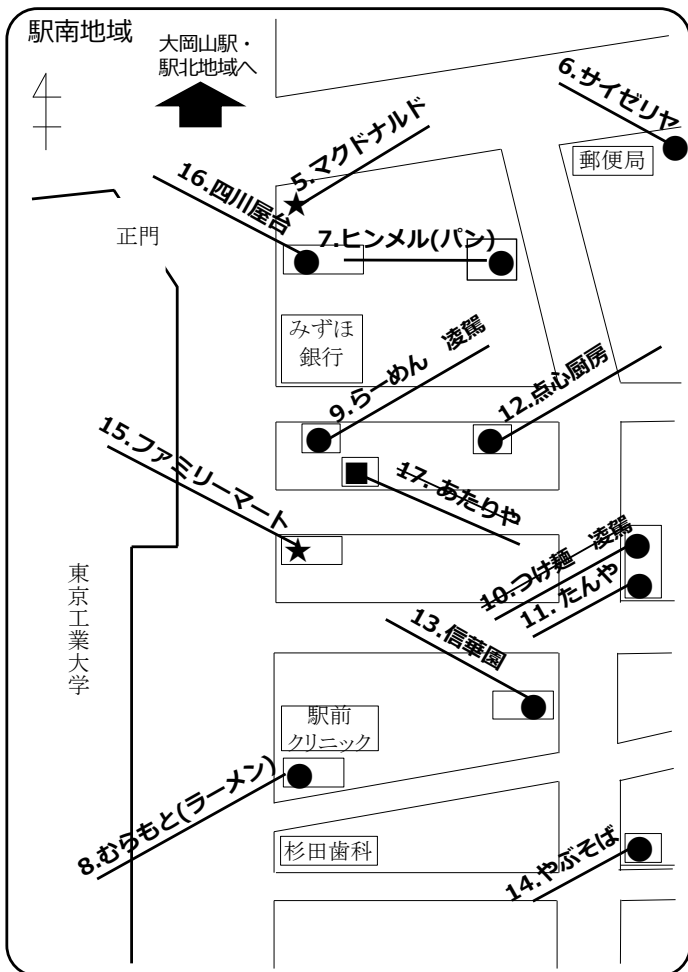 駅南地域
大岡山駅・
駅北地域へ
6.サイゼリヤ
郵便局
5.マクドナルド
16.四川屋台
正門
7.ヒンメル(パン)
みずほ
銀行
9.らーめん 凌駕
12.点心厨房
15.ファミリーマート
17. あたりや
10.つけ麺 凌駕
11. たんや
東京工業大学
13.信華園
駅前
クリニック
8.むらもと(ラーメン)
杉田歯科
14.やぶそば